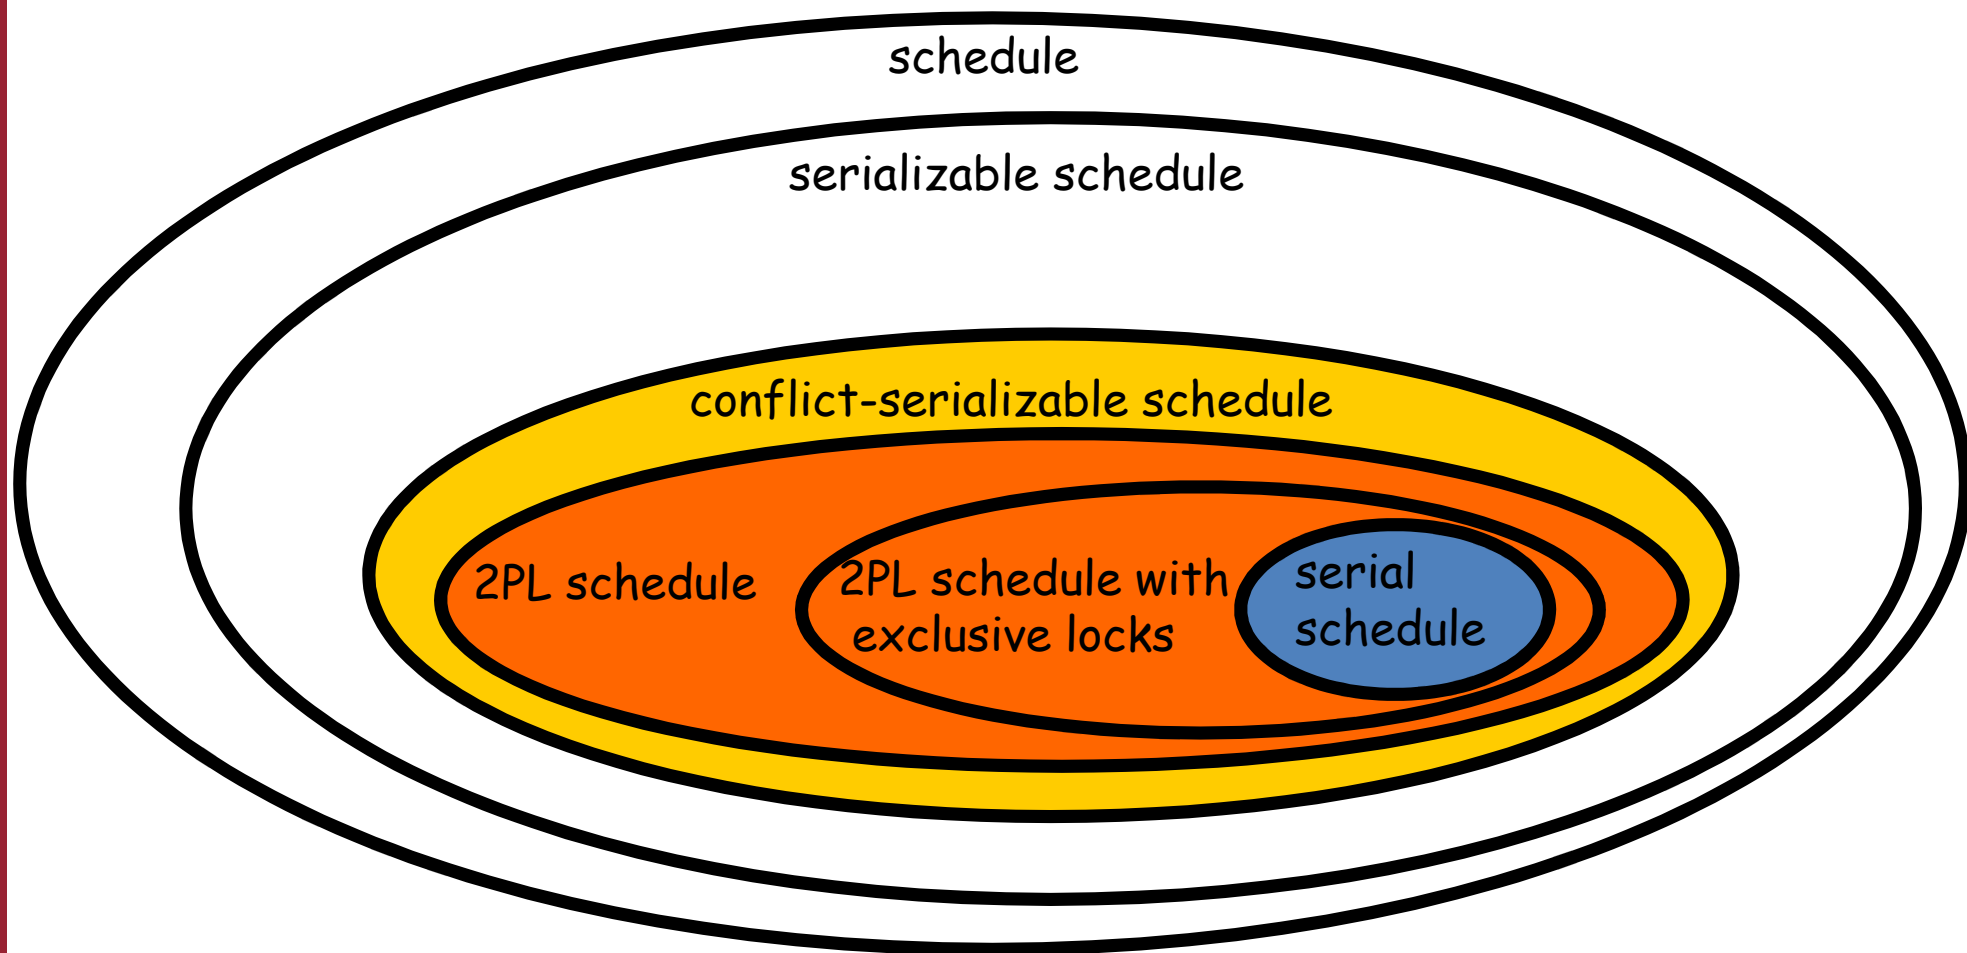 schedule
serializable schedule
conflict-serializable schedule
2PL schedule
2PL schedule with
exclusive locks
serial
schedule